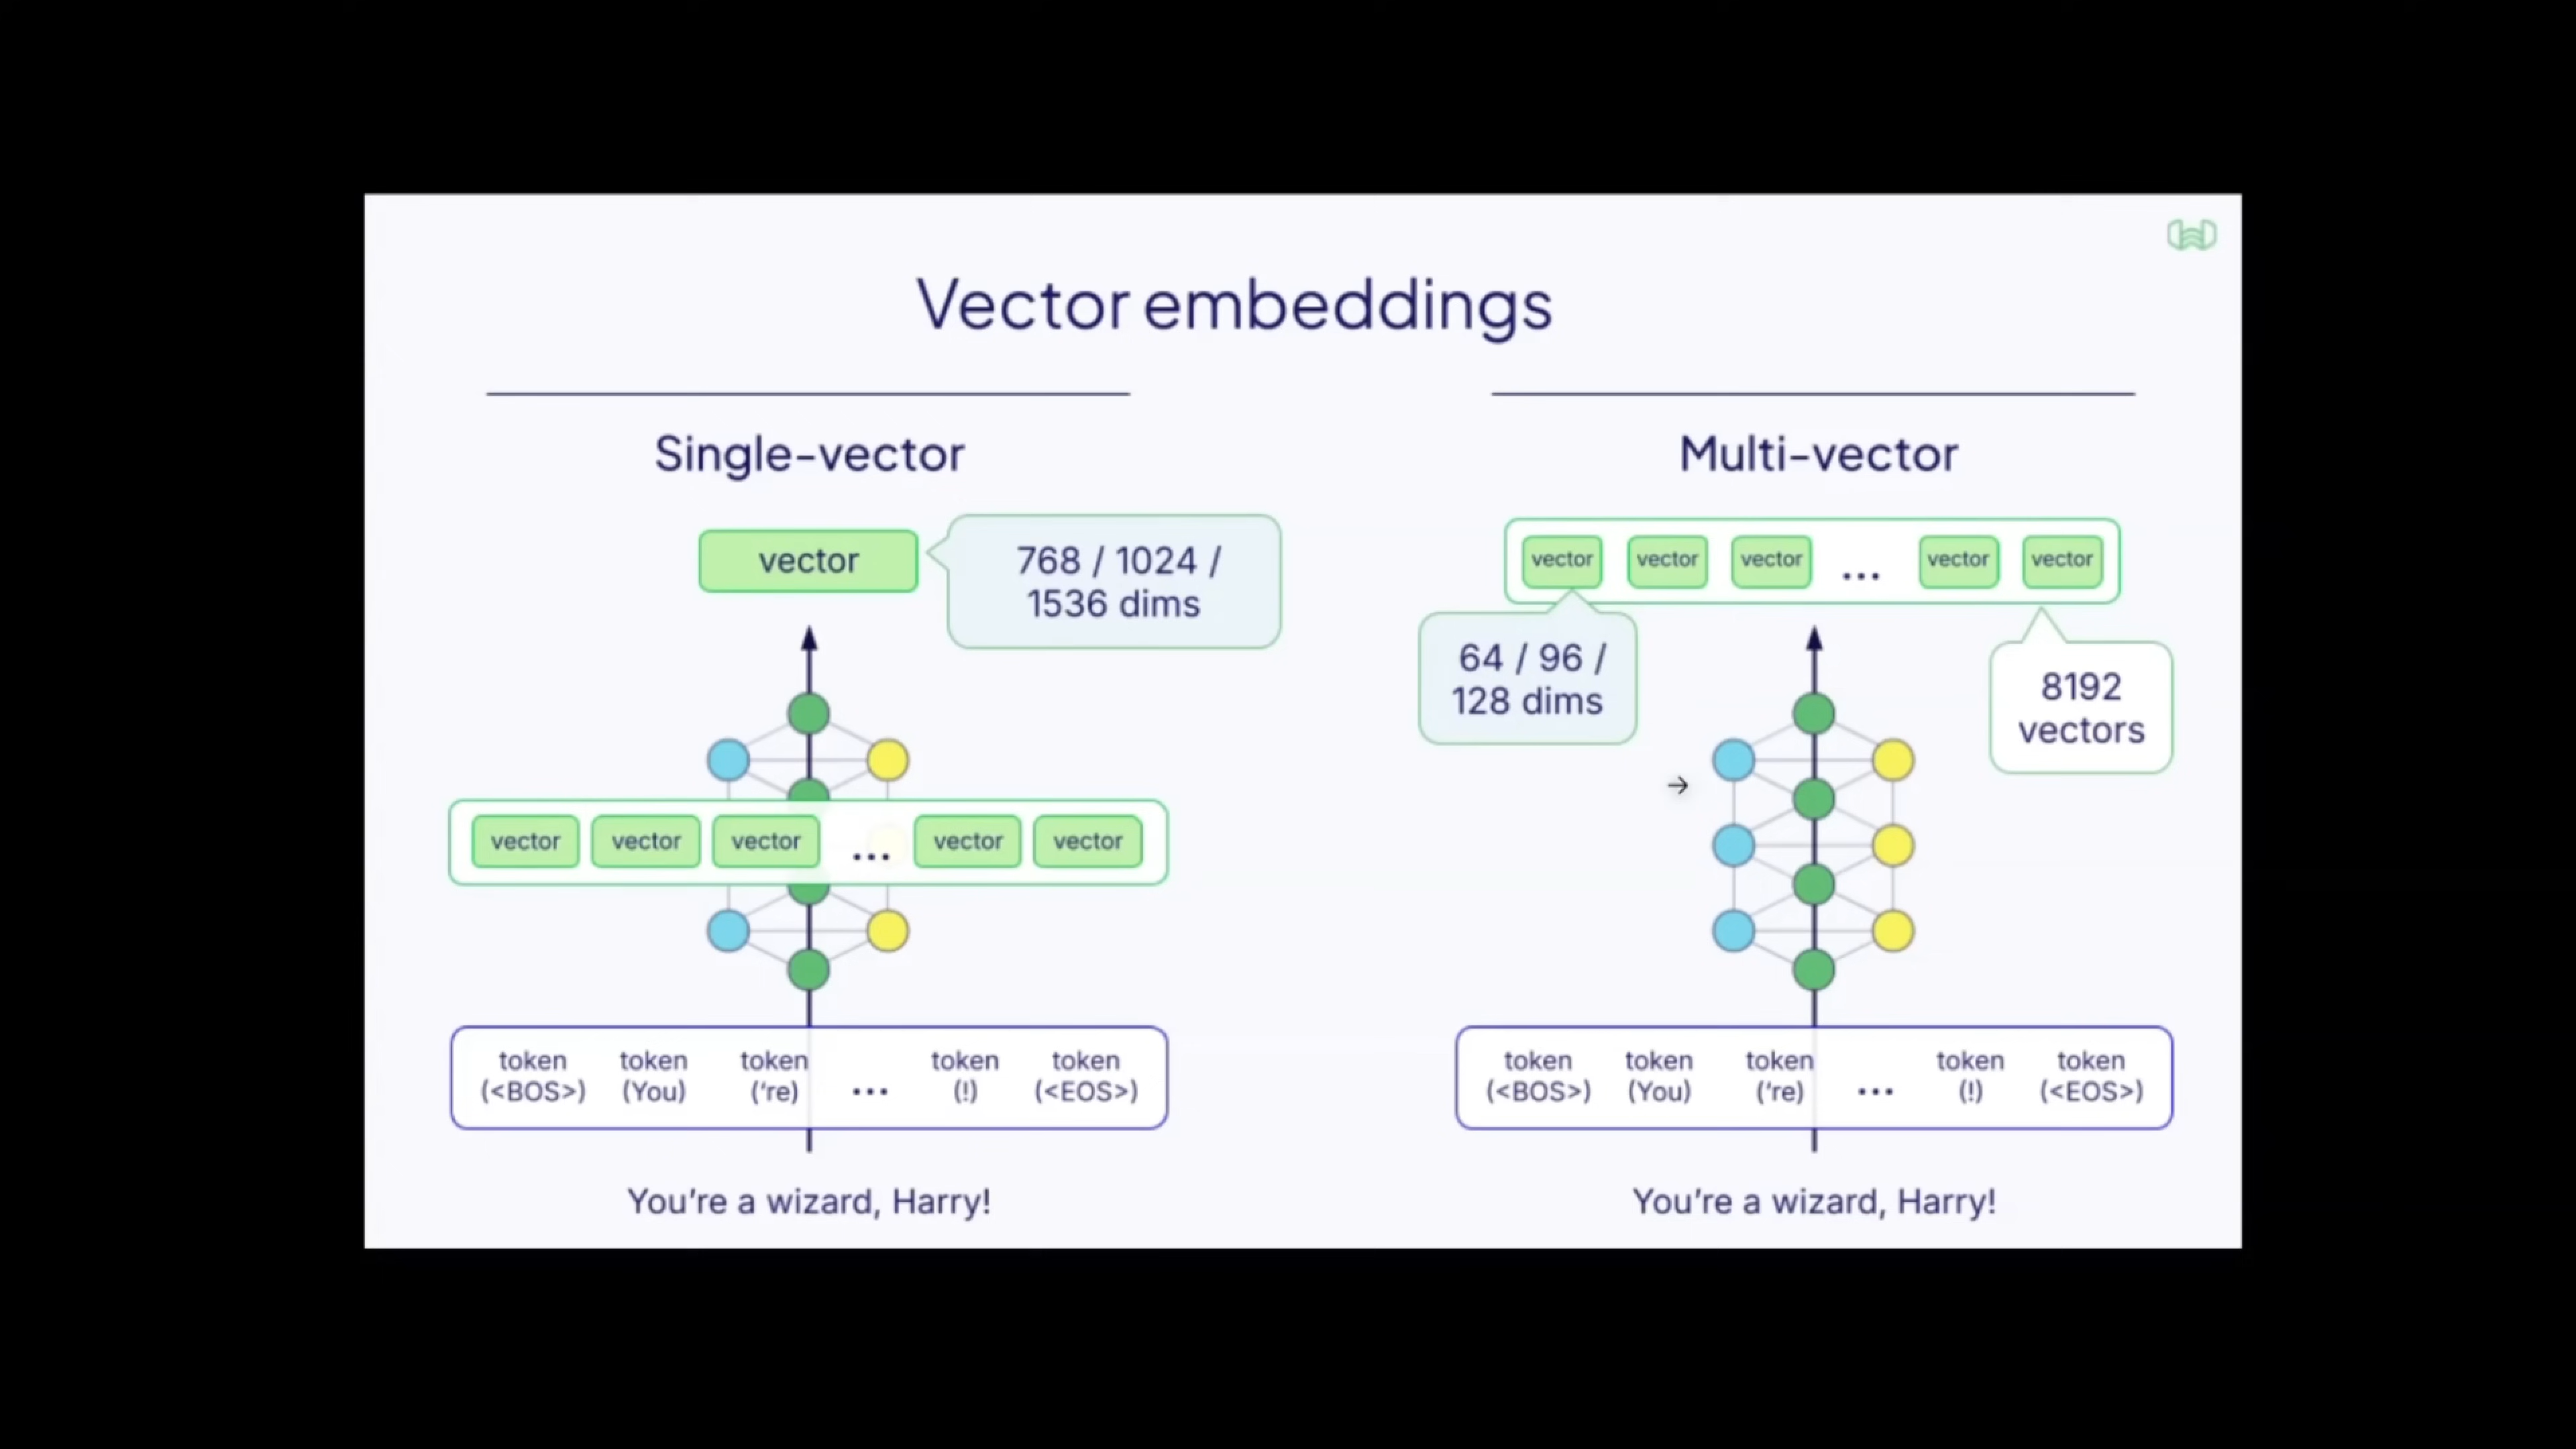 Vector embeddings
Single-vector
vector
768 / 1024 /
1536 dims
vector vector vector ... vector vector
token token token ... token token
(<BOS>) (You) (‘re) (!) (<EOS>)
You’re a wizard, Harry!
Multi-vector
vector vector vector ... vector vector
64 / 96 /
128 dims
8192
vectors
token token token ... token token
(<BOS>) (You) (‘re) (!) (<EOS>)
You’re a wizard, Harry!